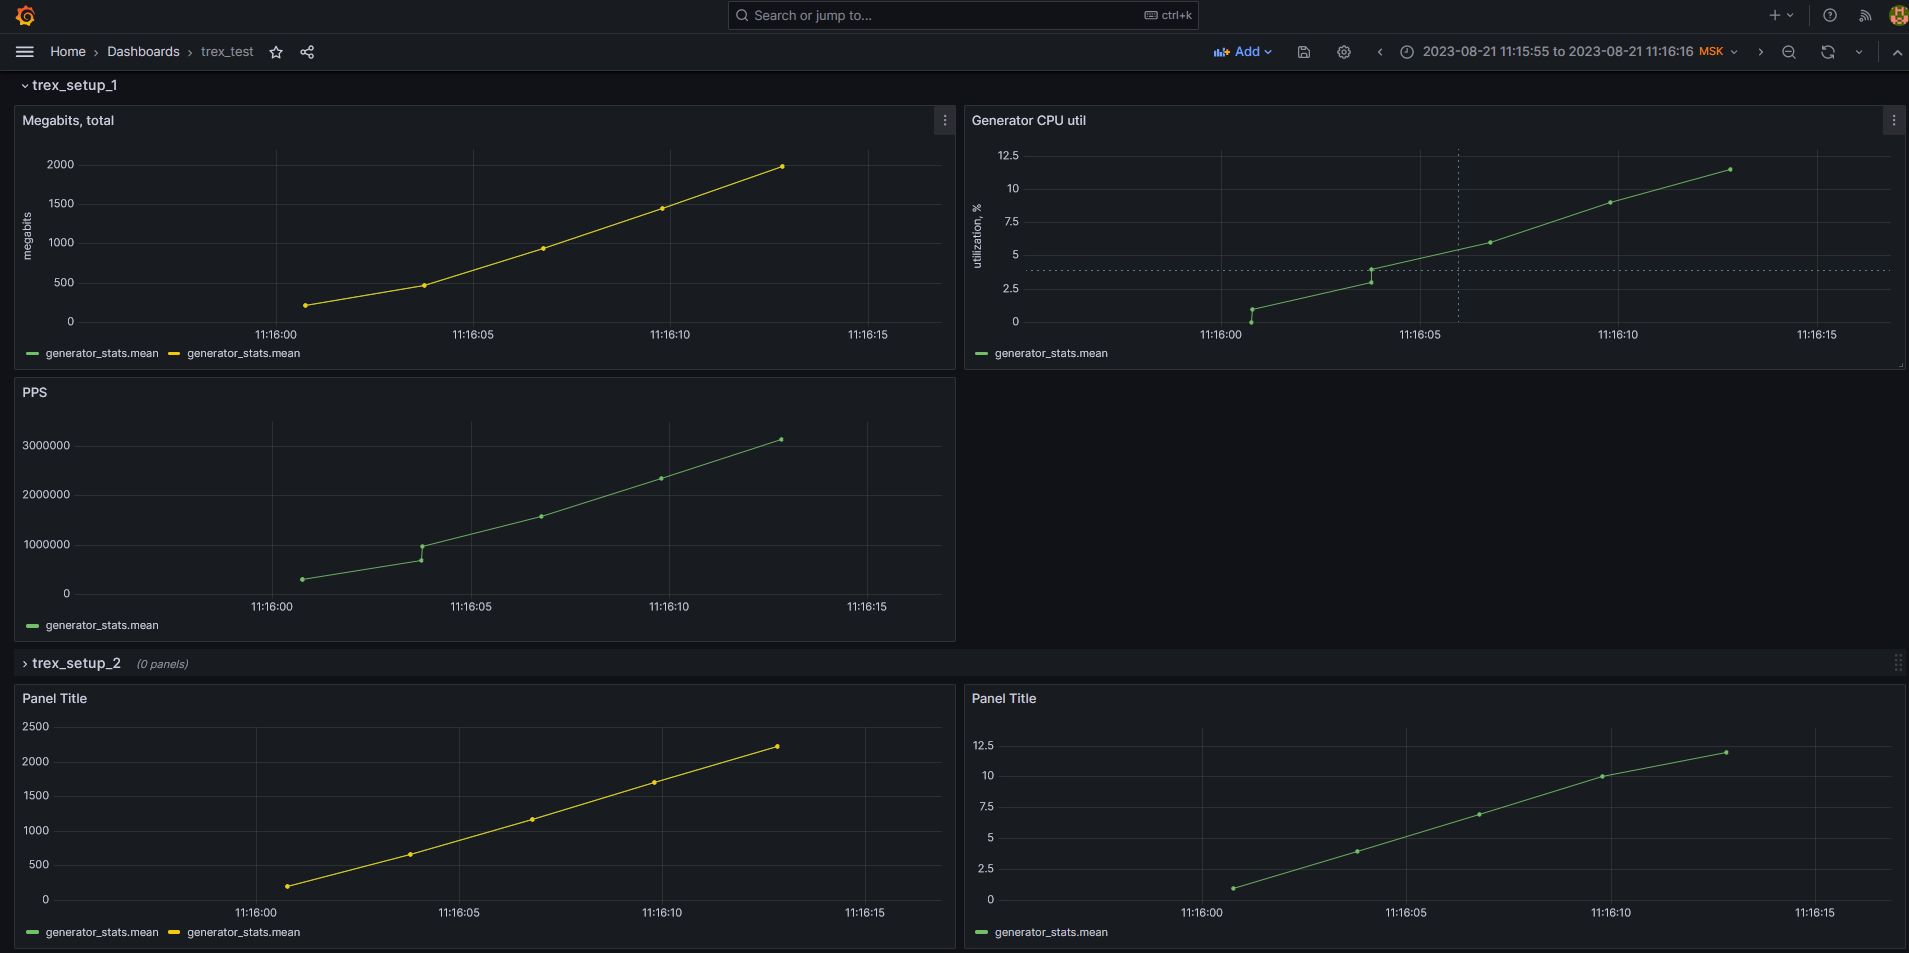 Search or jump to... ctrl+k
Home › Dashboards › trex_test
Add
2023-08-21 11:15:55 to 2023-08-21 11:16:16 MSK
trex_setup_1
Megabits, total
megabits
2000
1500
1000
500
0
11:16:00 11:16:05 11:16:10 11:16:15
generator_stats.mean generator_stats.mean
Generator CPU util
utilization, %
12.5
10
7.5
5
2.5
0
11:16:00 11:16:05 11:16:10 11:16:15
generator_stats.mean
PPS
3000000
2000000
1000000
0
11:16:00 11:16:05 11:16:10 11:16:15
generator_stats.mean
trex_setup_2 (0 panels)
Panel Title
2500
2000
1500
1000
500
0
11:16:00 11:16:05 11:16:10 11:16:15
generator_stats.mean generator_stats.mean
Panel Title
12.5
10
7.5
5
2.5
0
11:16:00 11:16:05 11:16:10 11:16:15
generator_stats.mean